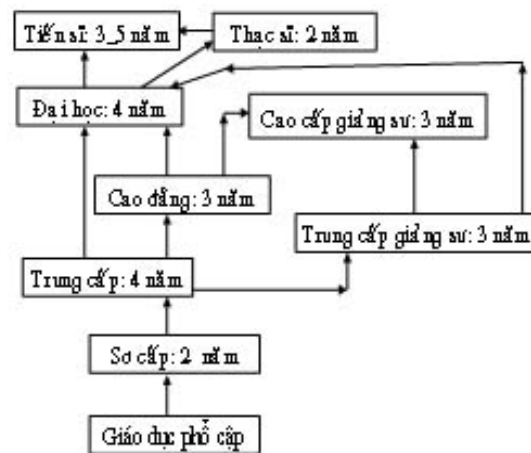 Tiến sĩ: 3_5 năm
Thạc sĩ: 2 năm
Đại học: 4 năm
Cao cấp giảng sư: 3 năm
Cao đẳng: 3 năm
Trung cấp giảng sư: 3 năm
Trung cấp: 4 năm
Sơ cấp: 2 năm
Giáo dục phổ cập